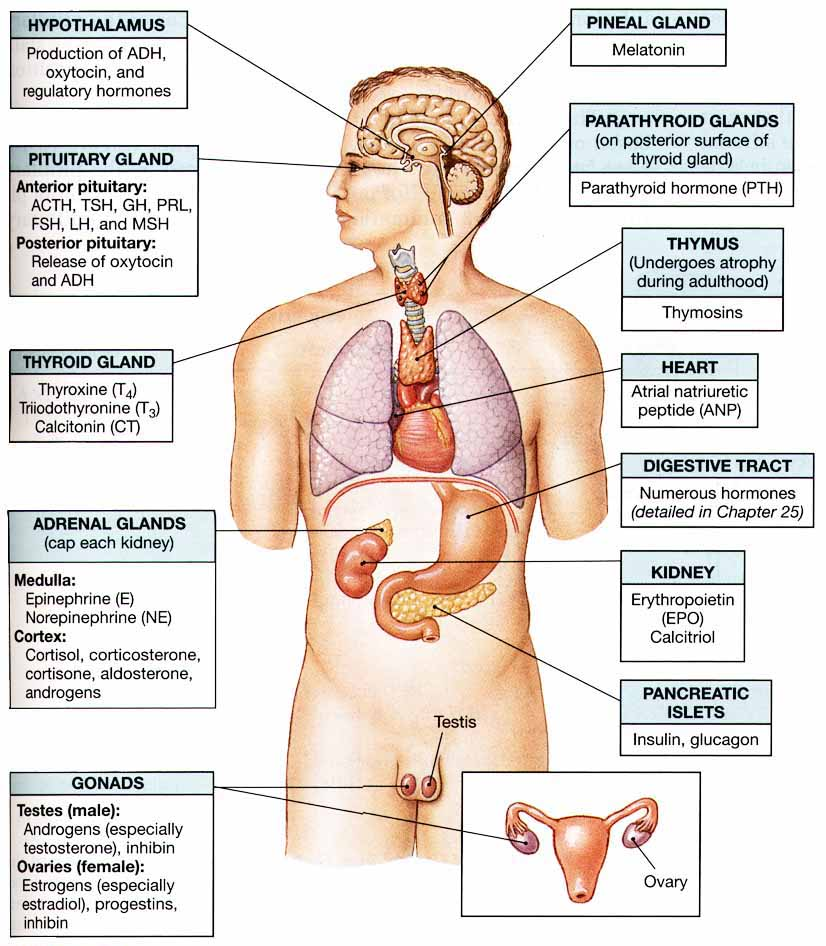 HYPOTHALAMUS
Production of ADH,
oxytocin, and
regulatory hormones
PITUITARY GLAND
Anterior pituitary:
ACTH, TSH, GH, PRL,
FSH, LH, and MSH
Posterior pituitary:
Release of oxytocin
and ADH
THYROID GLAND
Thyroxine (T4)
Triiodothyronine (T3)
Calcitonin (CT)
ADRENAL GLANDS
(cap each kidney)
Medulla:
Epinephrine (E)
Norepinephrine (NE)
Cortex:
Cortisol, corticosterone,
cortisone, aldosterone,
androgens
GONADS
Testes (male):
Androgens (especially
testosterone), inhibin
Ovaries (female):
Estrogens (especially
estradiol), progestins,
inhibin
PINEAL GLAND
Melatonin
PARATHYROID GLANDS
(on posterior surface of
thyroid gland)
Parathyroid hormone (PTH)
THYMUS
(Undergoes atrophy
during adulthood)
Thymosins
HEART
Atrial natriuretic
peptide (ANP)
DIGESTIVE TRACT
Numerous hormones
(detailed in Chapter 25)
KIDNEY
Erythropoietin
(EPO)
Calcitriol
PANCREATIC
ISLETS
Insulin, glucagon
Testis
Ovary